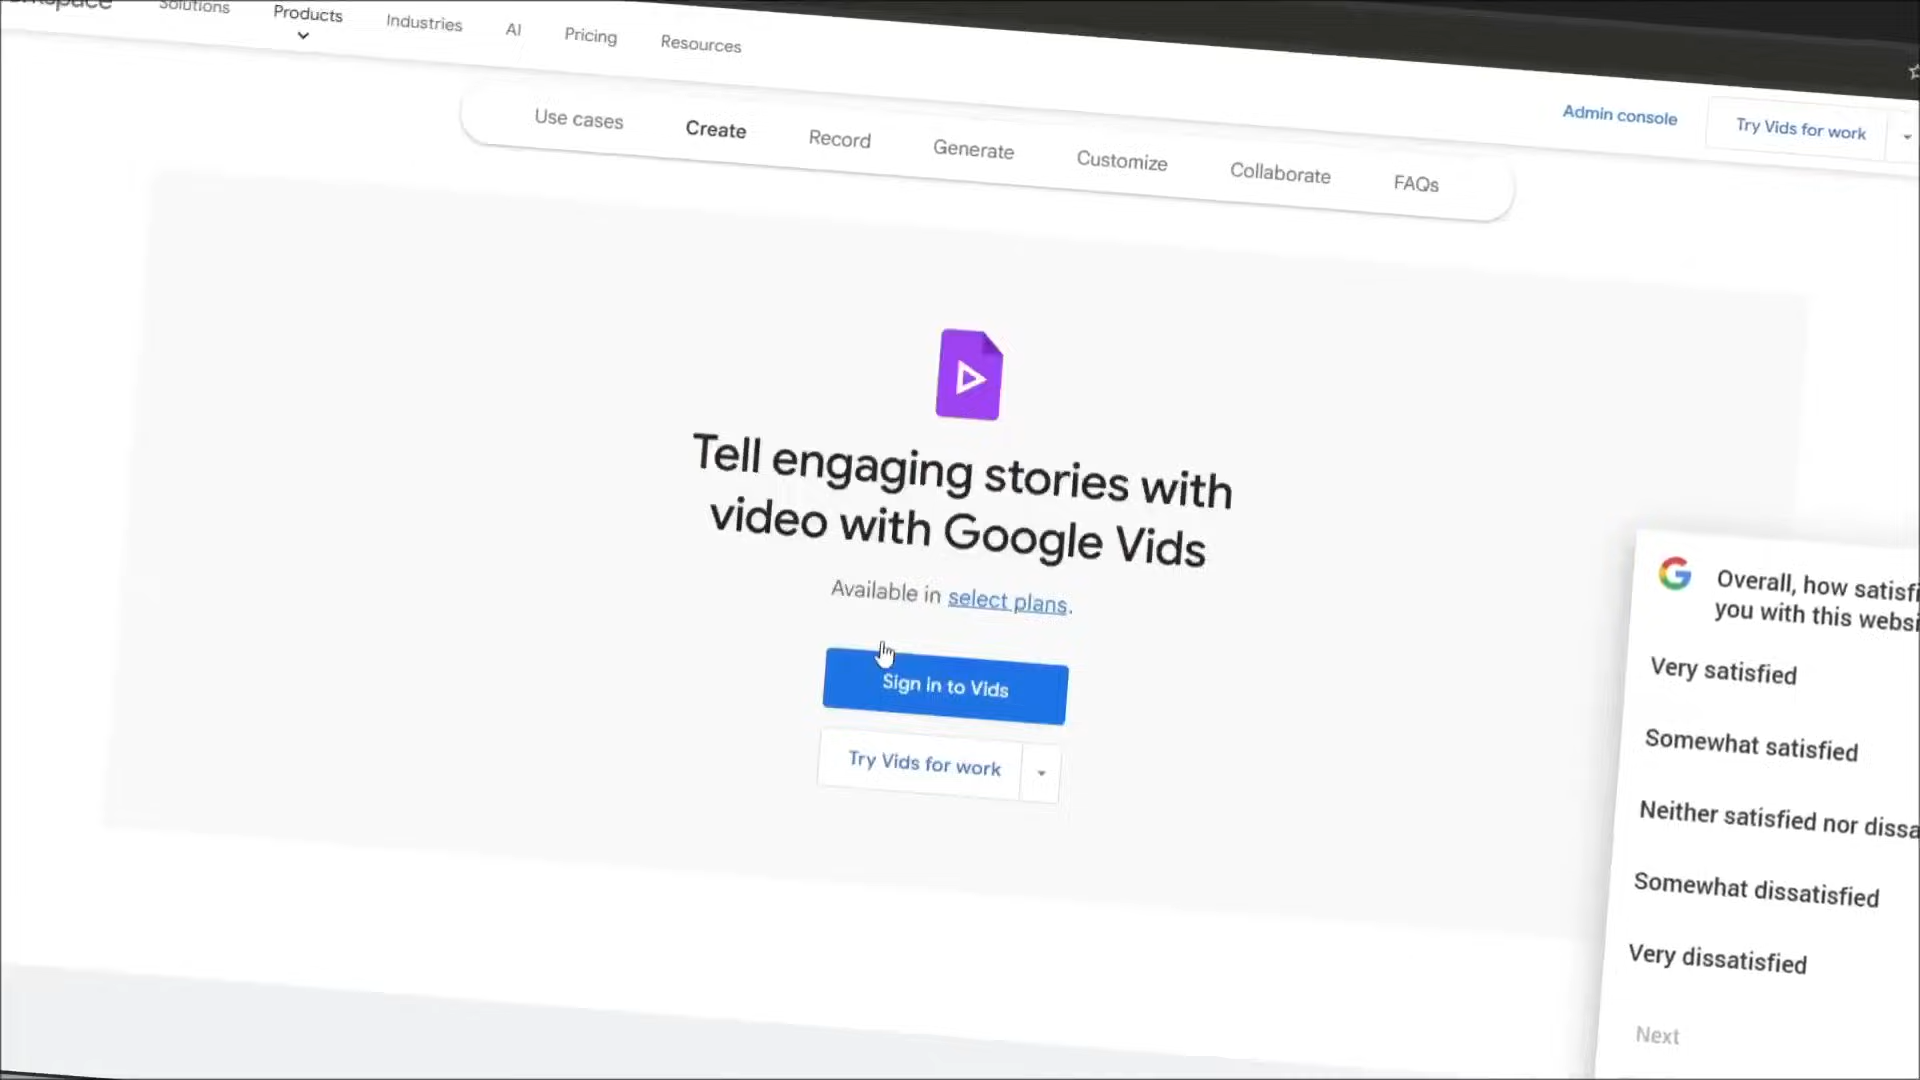 Solutions
Products
Industries
AI
Pricing
Resources
Admin console
Try Vids for work
Use cases
Create
Record
Generate
Customize
Collaborate
FAQs
Tell engaging stories with
video with Google Vids
Available in select plans.
Sign in to Vids
Try Vids for work
Overall, how
you with this
Very satisfied
Somewhat satisfied
Neither satisfied nor
Somewhat dissatisfied
Very dissatisfied
Next